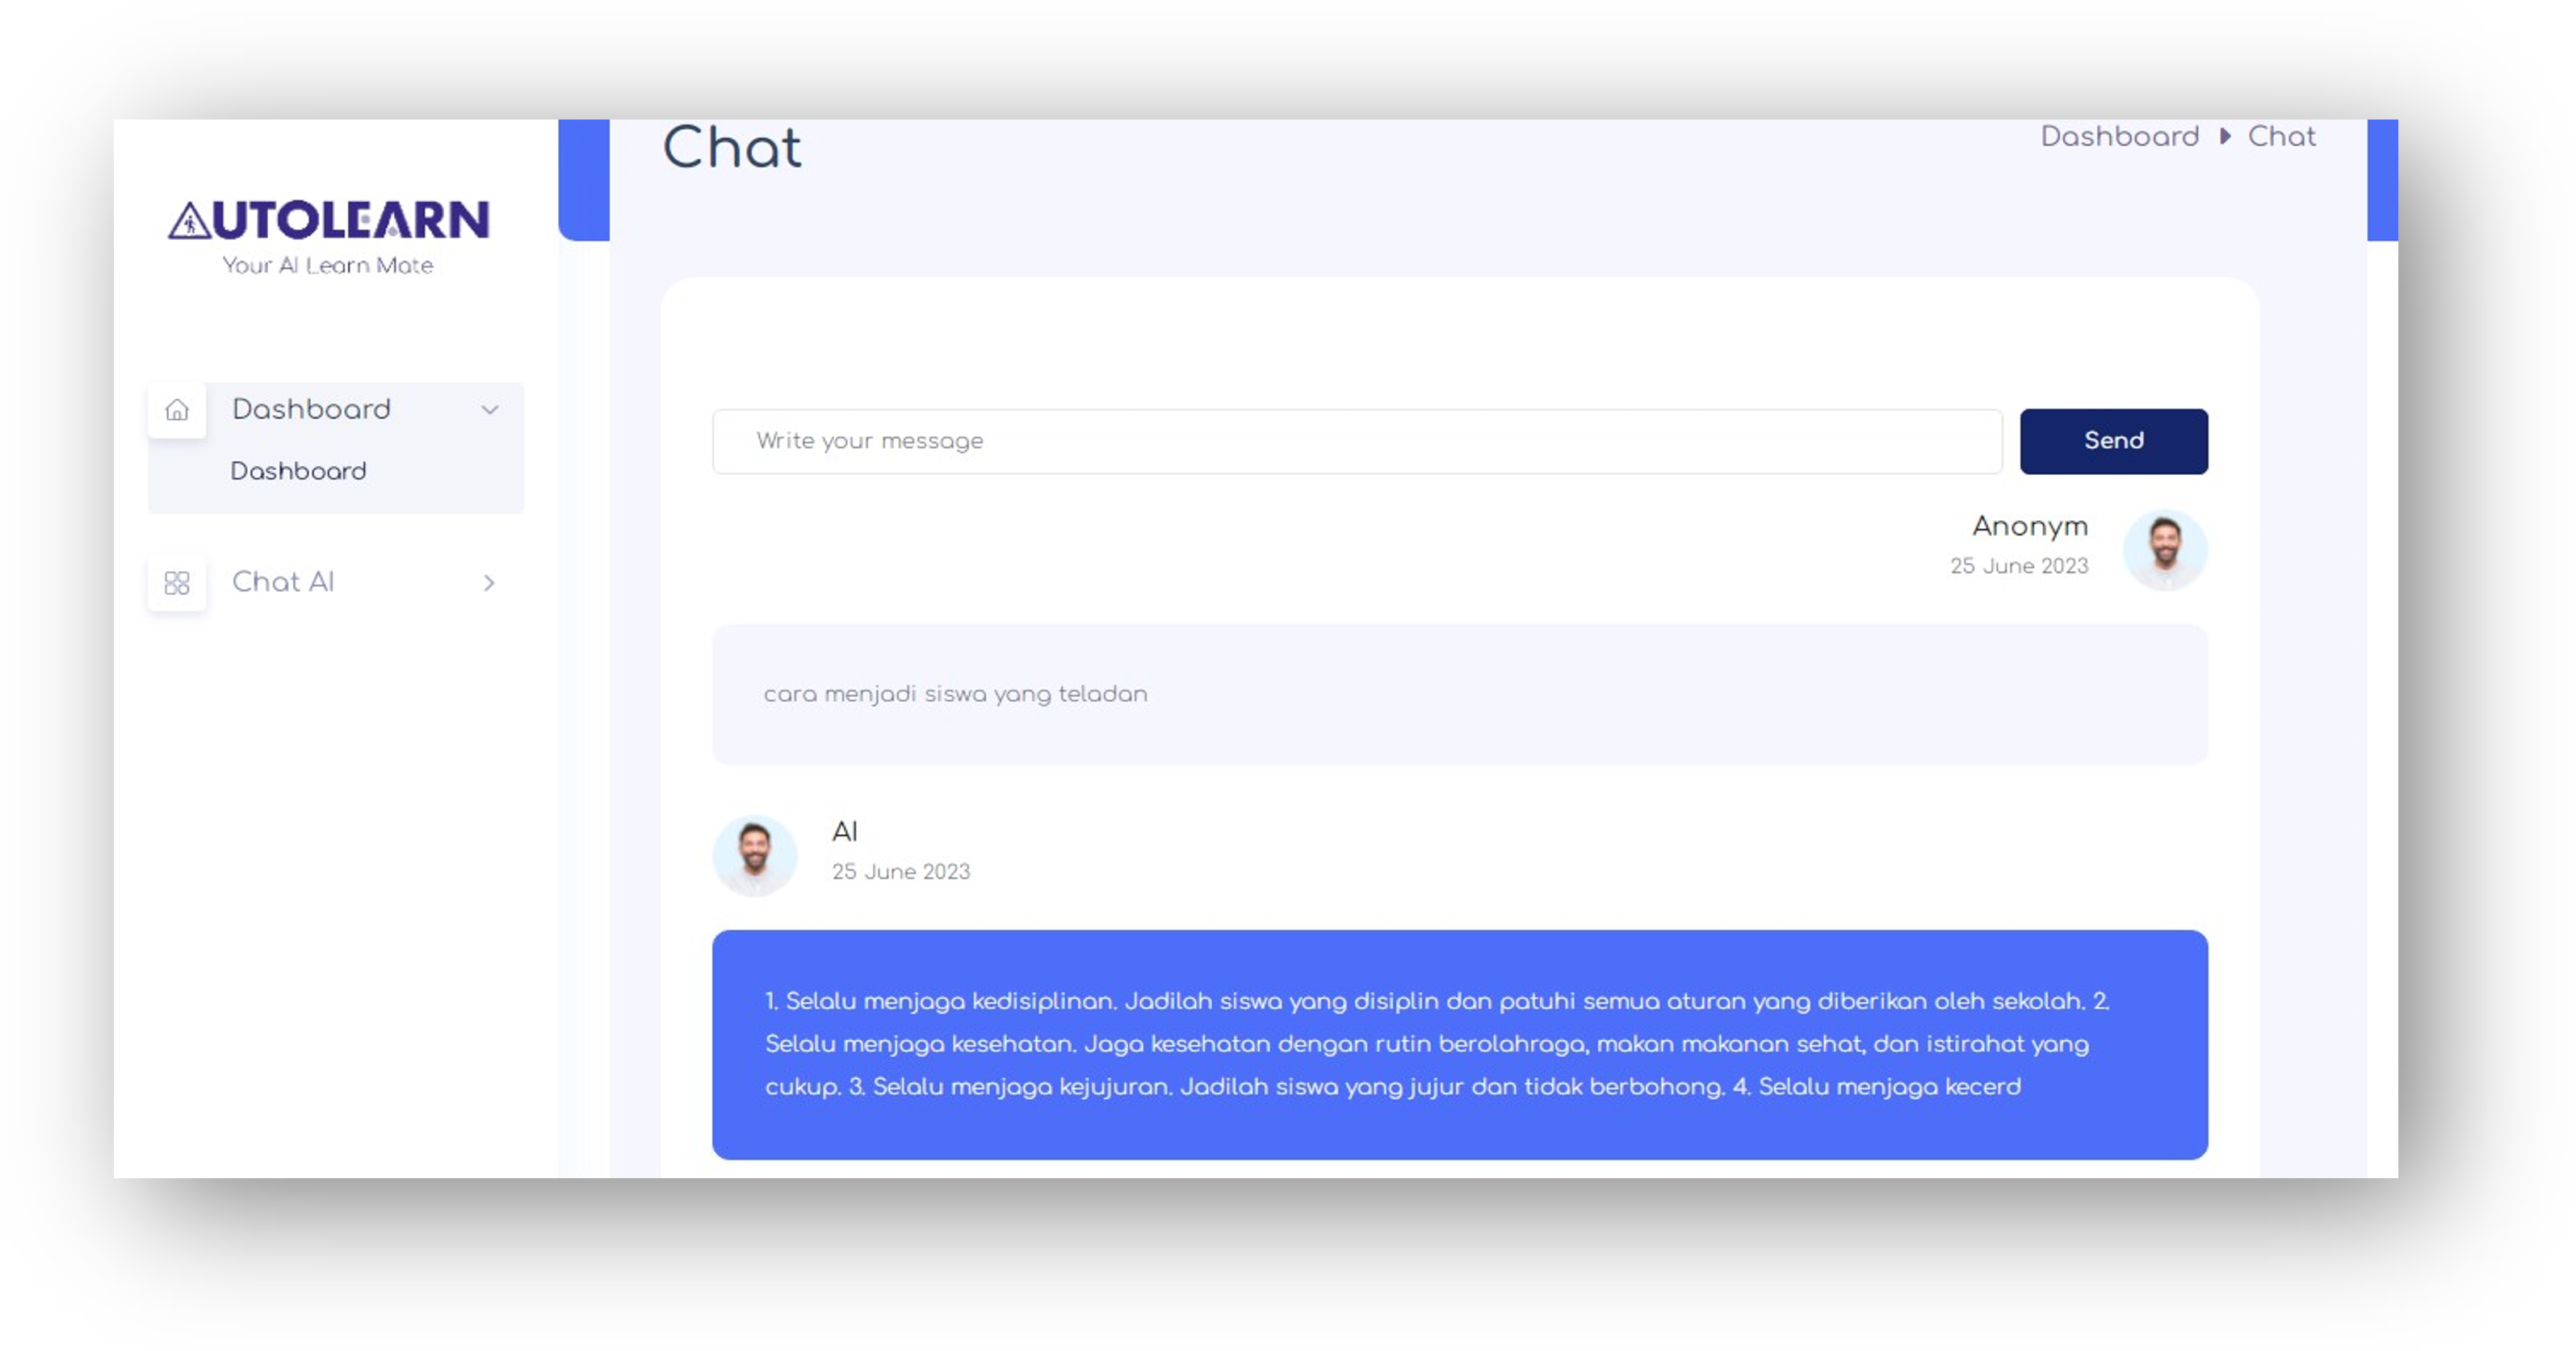 Chat
Dashboard Chat
AUTOLEARN
Your AI Learn Mate
Dashboard
Dashboard
Chat AI
Write your message
Send
Anonym
25 June 2023
cara menjadi siswa yang teladan
AI
25 June 2023
1. Selalu menjaga kedisiplinan. Jadilah siswa yang disiplin dan patuhi semua aturan yang diberikan oleh sekolah. 2.
Selalu menjaga kesehatan. Jaga kesehatan dengan rutin berolahraga, makan makanan sehat, dan istirahat yang
cukup. 3. Selalu menjaga kejujuran. Jadilah siswa yang jujur dan tidak berbohong. 4. Selalu menjaga kecerd